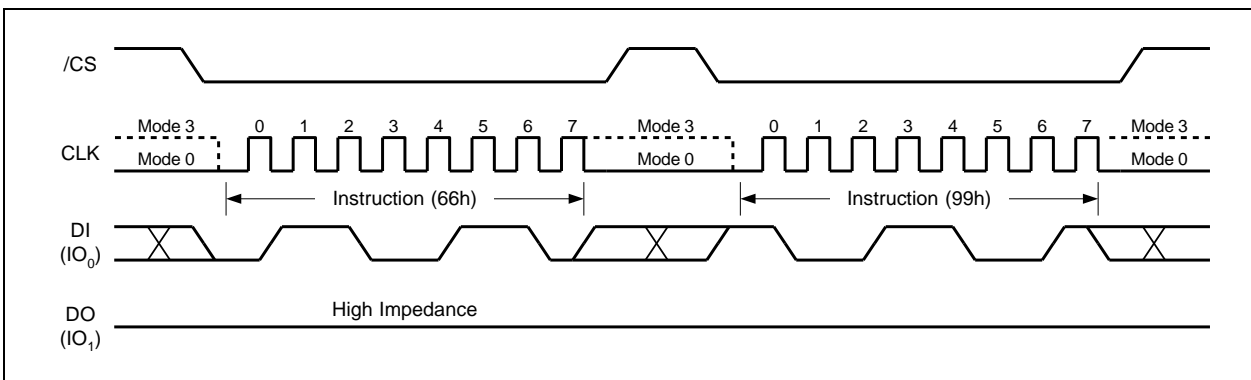 /CS
Mode 3 0 1 2 3 4 5 6 7 Mode 3 0 1 2 3 4 5 6 7 Mode 3
CLK
Mode 0 Mode 0 Mode 0
Instruction (66h) Instruction (99h)
DI
(IO₀)
High Impedance
DO
(IO₁)